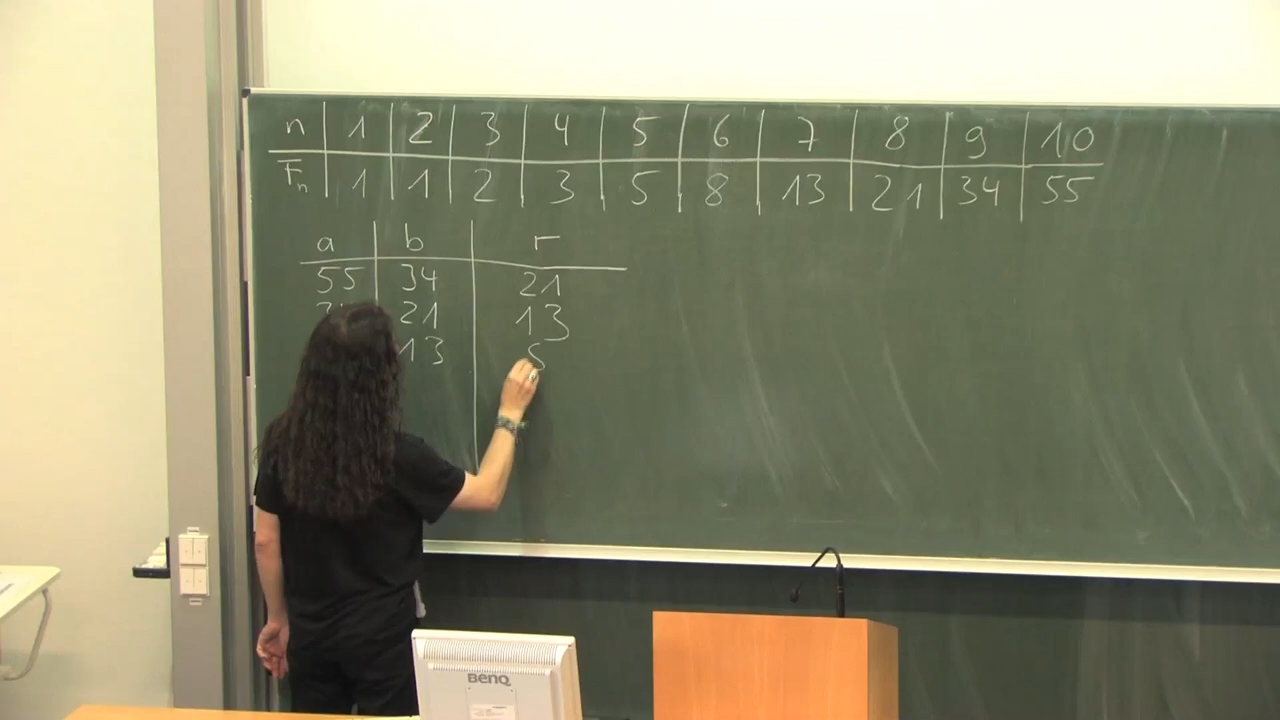 n 1 2 3 4 5 6 7 8 9 10
Fn 1 1 2 3 5 8 13 21 34 55
a b r
55 34 21
21 13
13
BenQ